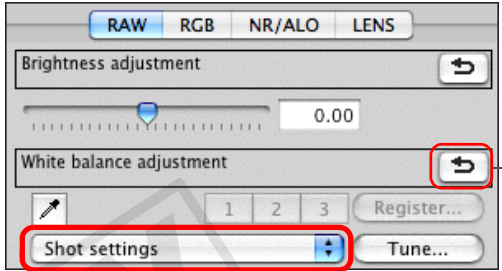 RAW RGB NR/ALO LENS
Brightness adjustment
0.00
White balance adjustment
1 2 3 Register...
Shot settings Tune...